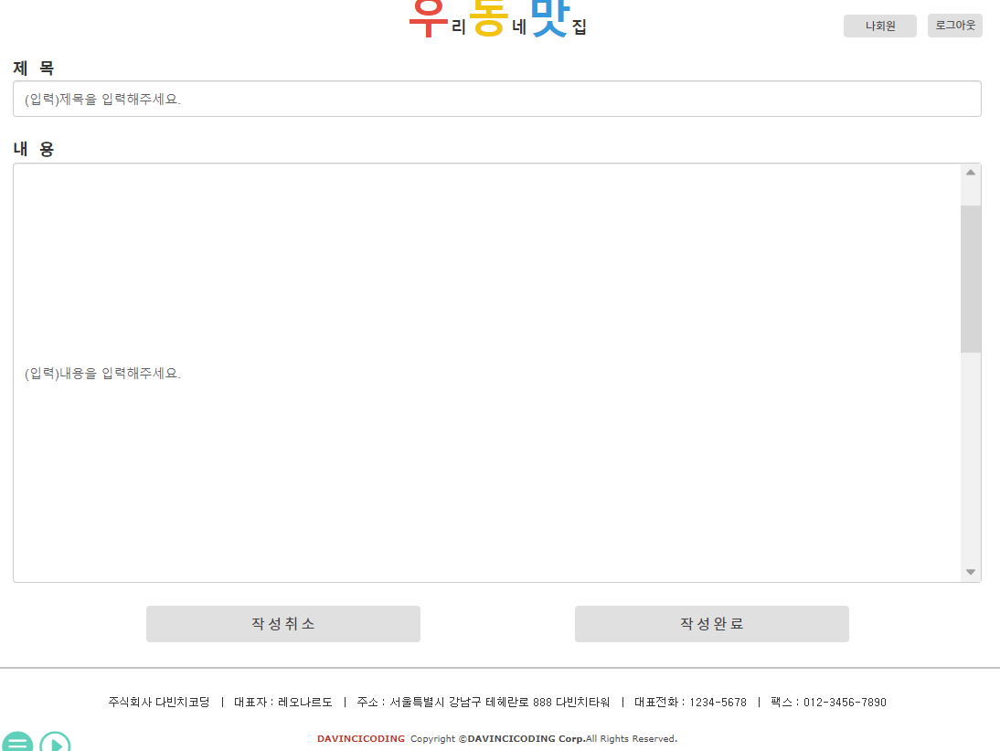 우리동네맛집
나회원 로그아웃
제 목
(입력)제목을 입력해주세요.
내 용
(입력)내용을 입력해주세요.
작성취소 작성완료
주식회사 다빈치코딩 | 대표자 : 레오나르도 | 주소 : 서울특별시 강남구 테헤란로 888 다빈치타워 | 대표전화 : 1234-5678 | 팩스 : 012-3456-7890
DAVINCICODING Copyright ©DAVINCICODING Corp.All Rights Reserved.